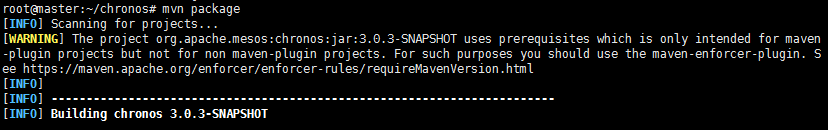 root@master:~/chronos# mvn package
[INFO] Scanning for projects...
[WARNING] The project org.apache.mesos:chronos:jar:3.0.3-SNAPSHOT uses prerequisites which is only intended for maven
-plugin projects but not for non maven-plugin projects. For such purposes you should use the maven-enforcer-plugin. S
ee https://maven.apache.org/enforcer/enforcer-rules/requireMavenVersion.html
[INFO]
[INFO] ------------------------------------------------------------------------
[INFO] Building chronos 3.0.3-SNAPSHOT